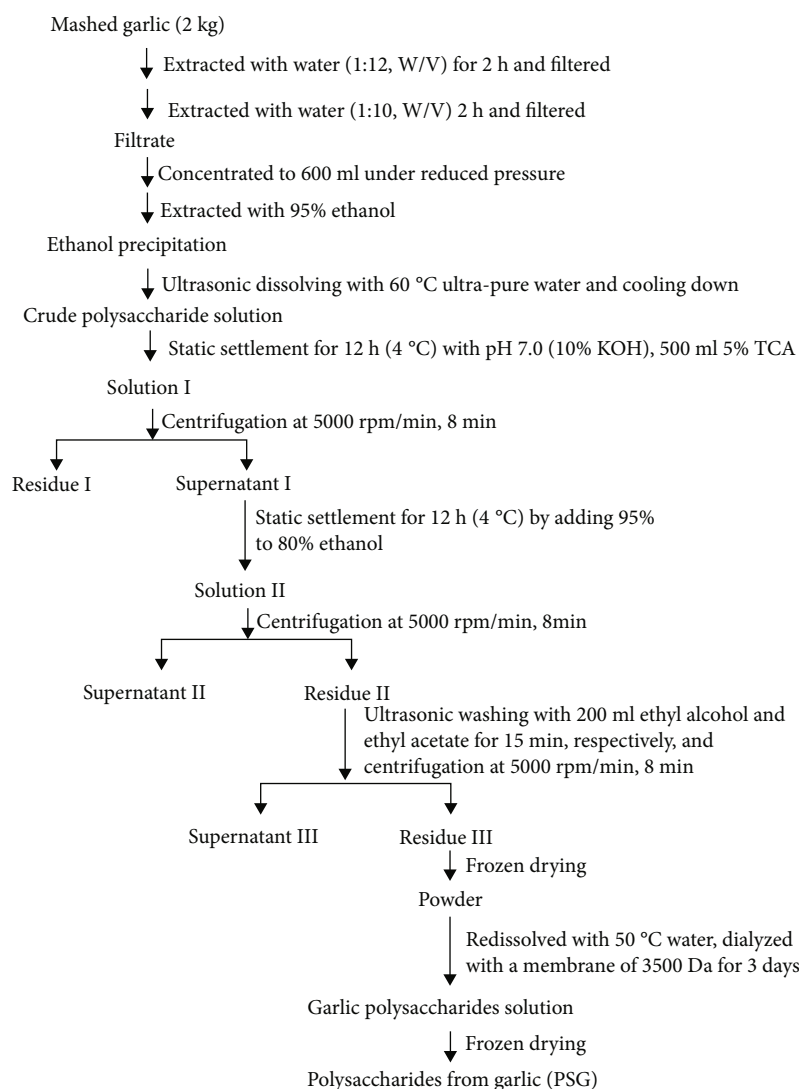 Mashed garlic (2 kg)
Extracted with water (1:12, W/V) for 2 h and filtered
Extracted with water (1:10, W/V) 2 h and filtered
Filtrate
Concentrated to 600 ml under reduced pressure
Extracted with 95% ethanol
Ethanol precipitation
Ultrasonic dissolving with 60 °C ultra-pure water and cooling down
Crude polysaccharide solution
Static settlement for 12 h (4 °C) with pH 7.0 (10% KOH), 500 ml 5% TCA
Solution I
Centrifugation at 5000 rpm/min, 8 min
Residue I
Supernatant I
Static settlement for 12 h (4 °C) by adding 95%
to 80% ethanol
Solution II
Centrifugation at 5000 rpm/min, 8min
Supernatant II
Residue II
Ultrasonic washing with 200 ml ethyl alcohol and
ethyl acetate for 15 min, respectively, and
centrifugation at 5000 rpm/min, 8 min
Supernatant III
Residue III
Frozen drying
Powder
Redissolved with 50 °C water, dialyzed
with a membrane of 3500 Da for 3 days
Garlic polysaccharides solution
Frozen drying
Polysaccharides from garlic (PSG)